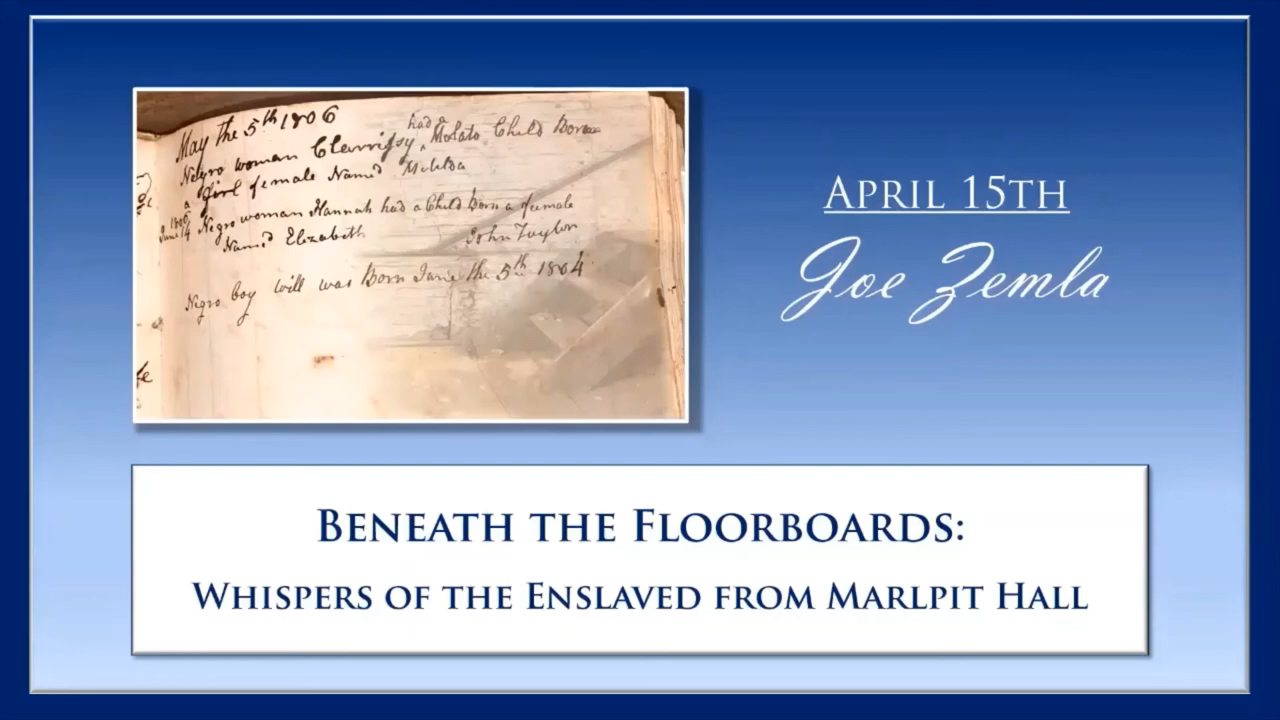 May the 5th 1806
had a
Negro woman Clarrissy Molato Child Born
a Girl female Named Matilda
1806
June 4 Negro woman Hannah had a Child Born a female
Named Elizabeth John Taylor
Negro boy will was Born June the 5th 1804
APRIL 15TH
Joe Zemla
BENEATH THE FLOORBOARDS:
WHISPERS OF THE ENSLAVED FROM MARLPIT HALL